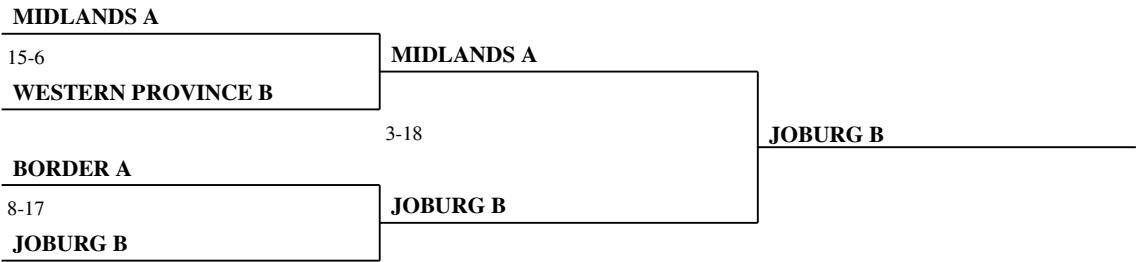 MIDLANDS A
15-6
MIDLANDS A
WESTERN PROVINCE B
3-18
JOBURG B
BORDER A
8-17
JOBURG B
JOBURG B